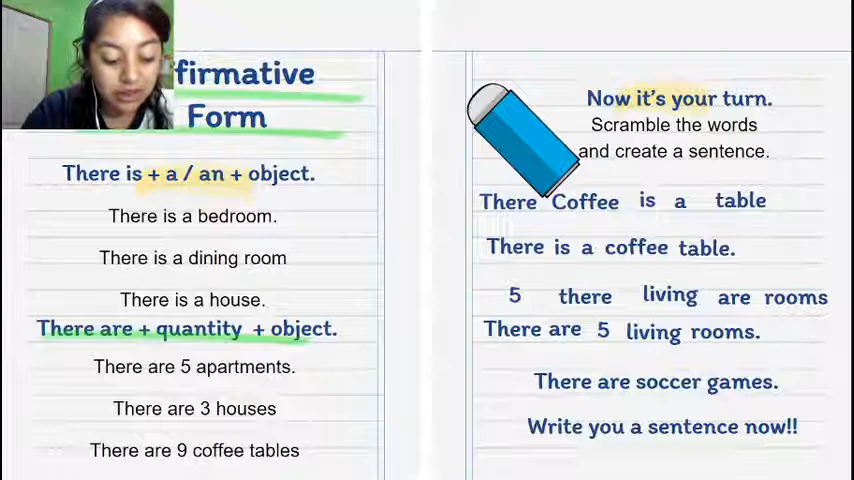 firmative
Form
There is + a / an + object.
There is a bedroom.
There is a dining room
There is a house.
There are + quantity + object.
There are 5 apartments.
There are 3 houses
There are 9 coffee tables
Now it's your turn.
Scramble the words
and create a sentence.
There Coffee is a table
There is a coffee table.
5 there living are rooms
There are 5 living rooms.
There are soccer games.
Write you a sentence now!!